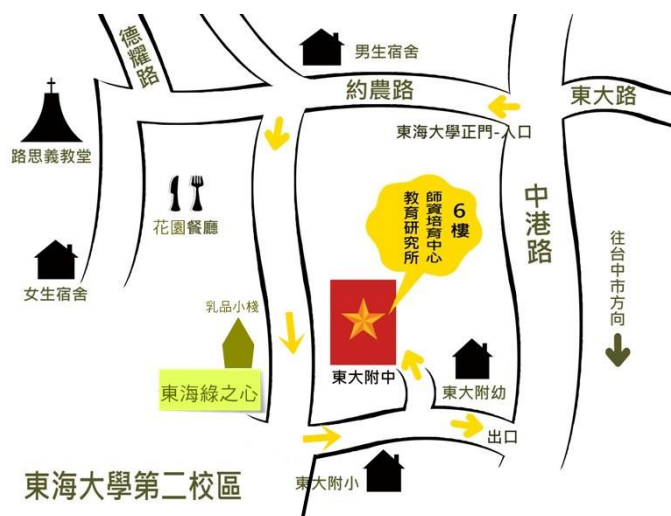 德耀路
男生宿舍
約農路
東大路
東海大學正門-入口
路思義教堂
花園餐廳
6樓
師資培育中心
教育研究所
中港路
往台中市方向
女生宿舍
乳品小棧
東海綠之心
東大附中
東大附幼
出口
東大附小
東海大學第二校區